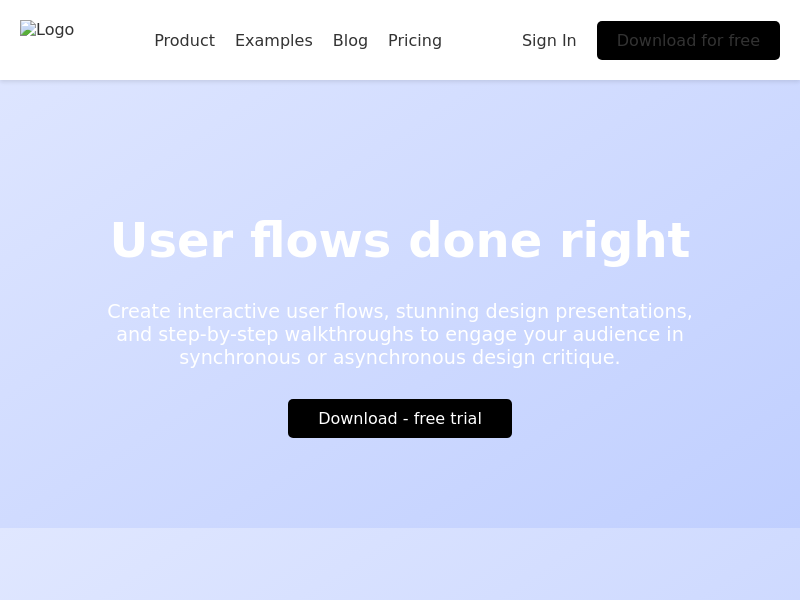 Logo
Product Examples Blog Pricing Sign In Download for free
User flows done right
Create interactive user flows, stunning design presentations,
and step-by-step walkthroughs to engage your audience in
synchronous or asynchronous design critique.
Download - free trial